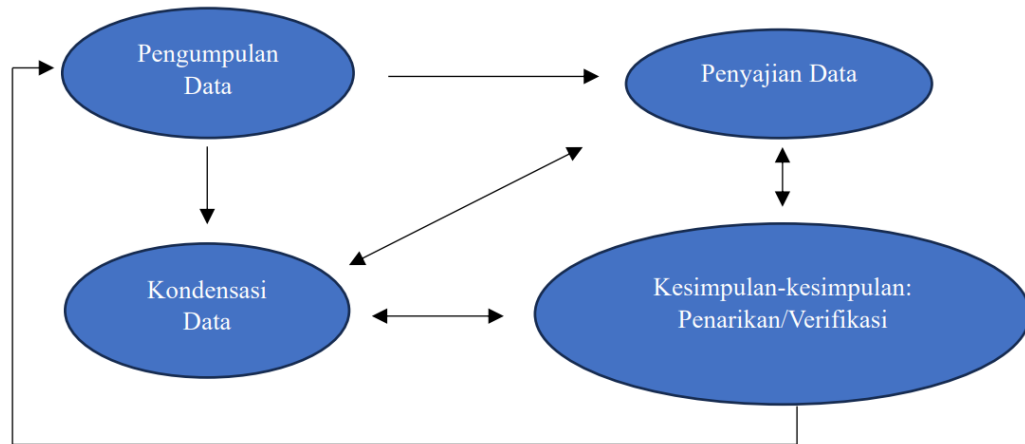 Pengumpulan
Data
Penyajian Data
Kondensasi
Data
Kesimpulan-kesimpulan:
Penarikan/Verifikasi